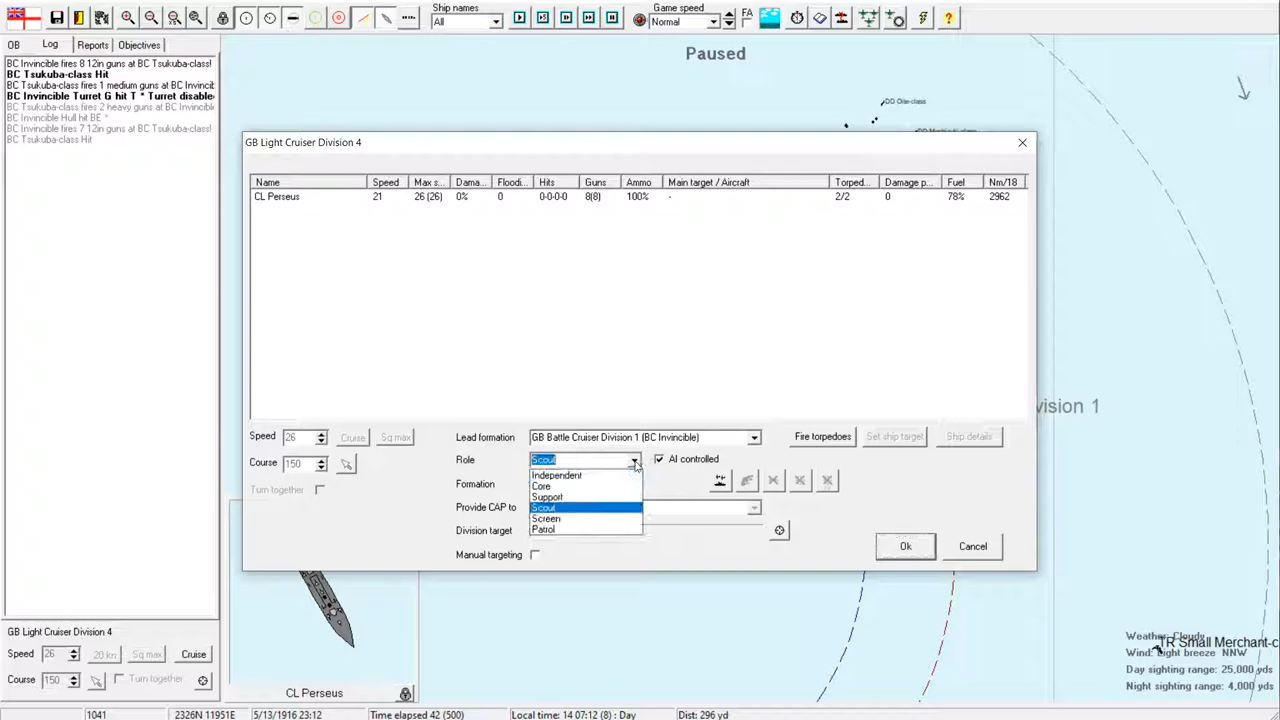 Ship names
All
Game speed
Normal
FA
OB
Log
Reports
Objectives
BC Invincible fires 8 12in guns at BC Tsukuba-class!
BC Tsukuba-class Hit
BC Tsukuba-class fires 1 medium guns at BC Invincib
BC Invincible Turret G hit T * Turret disable
BC Tsukuba-class fires 2 heavy guns at BC Invincible
BC Invincible Hull hit BE *
BC Invincible fires 7 12in guns at BC Tsukuba-class!
BC Tsukuba-class Hit
Paused
GB Light Cruiser Division 4
Name Speed Max s... Dama... Floodi... Hits Guns Ammo Main target / Aircraft Torped... Damage p... Fuel Nm/18
CL Perseus 21 26 (26) 0% 0 0-0-0-0 8(8) 100% - 2/2 0 78% 2962
vision 1
Speed 26 Cruise Sq max
Course 150
Turn together
Lead formation GB Battle Cruiser Division 1 (BC Invincible)
Fire torpedoes Set ship target Ship details
Role Scout
AI controlled
Independent
Core
Support
Scout
Screen
Patrol
Formation
Provide CAP to
Division target
Manual targeting
Ok Cancel
GB Light Cruiser Division 4
Speed 26 20 kn Sq max Cruise
Course 150 Turn together
CL Perseus
TR Small Merchant-c
Weather: Clouds
Wind: Light breeze NNW
Day sighting range: 25,000 yds
Night sighting range: 4,000 yds
1041 2326N 11951E 5/13/1916 23:12 Time elapsed 42 (500) Local time: 14 07:12 (8) : Day Dist: 296 yd